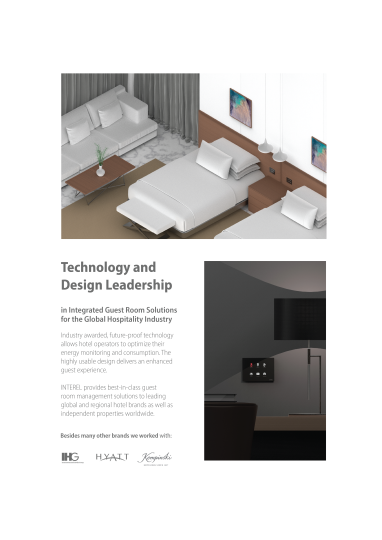 Technology and
Design Leadership
in Integrated Guest Room Solutions
for the Global Hospitality Industry
Industry awarded, future-proof technology
allows hotel operators to optimize their
energy monitoring and consumption. The
highly usable design delivers an enhanced
guest experience.
INTEREL provides best-in-class guest
room management solutions to leading
global and regional hotel brands as well as
independent properties worldwide.
Besides many other brands we worked with:
IHG
HYATT
Kempinski